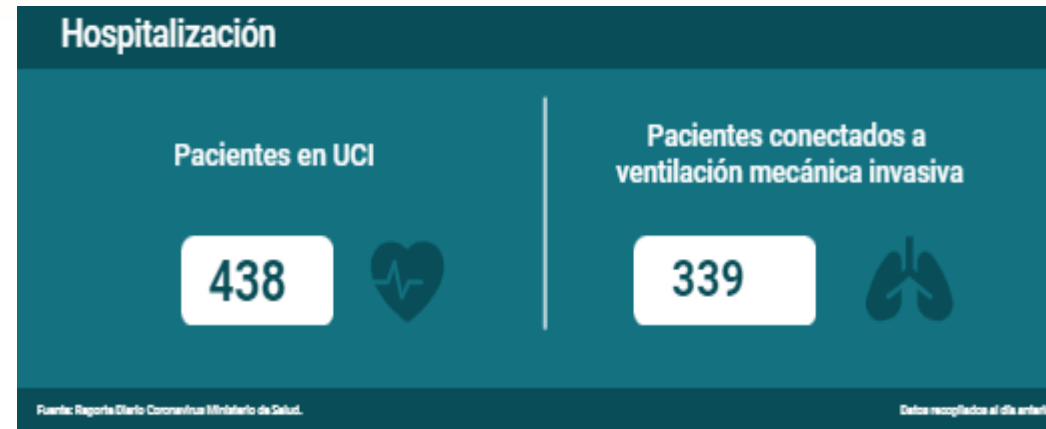 Hospitalización
Pacientes en UCI
438
Pacientes conectados a
ventilación mecánica invasiva
339
Fuente: Reporte Diario Coronavirus Ministerio de Salud.
Datos recopilados al día anteri